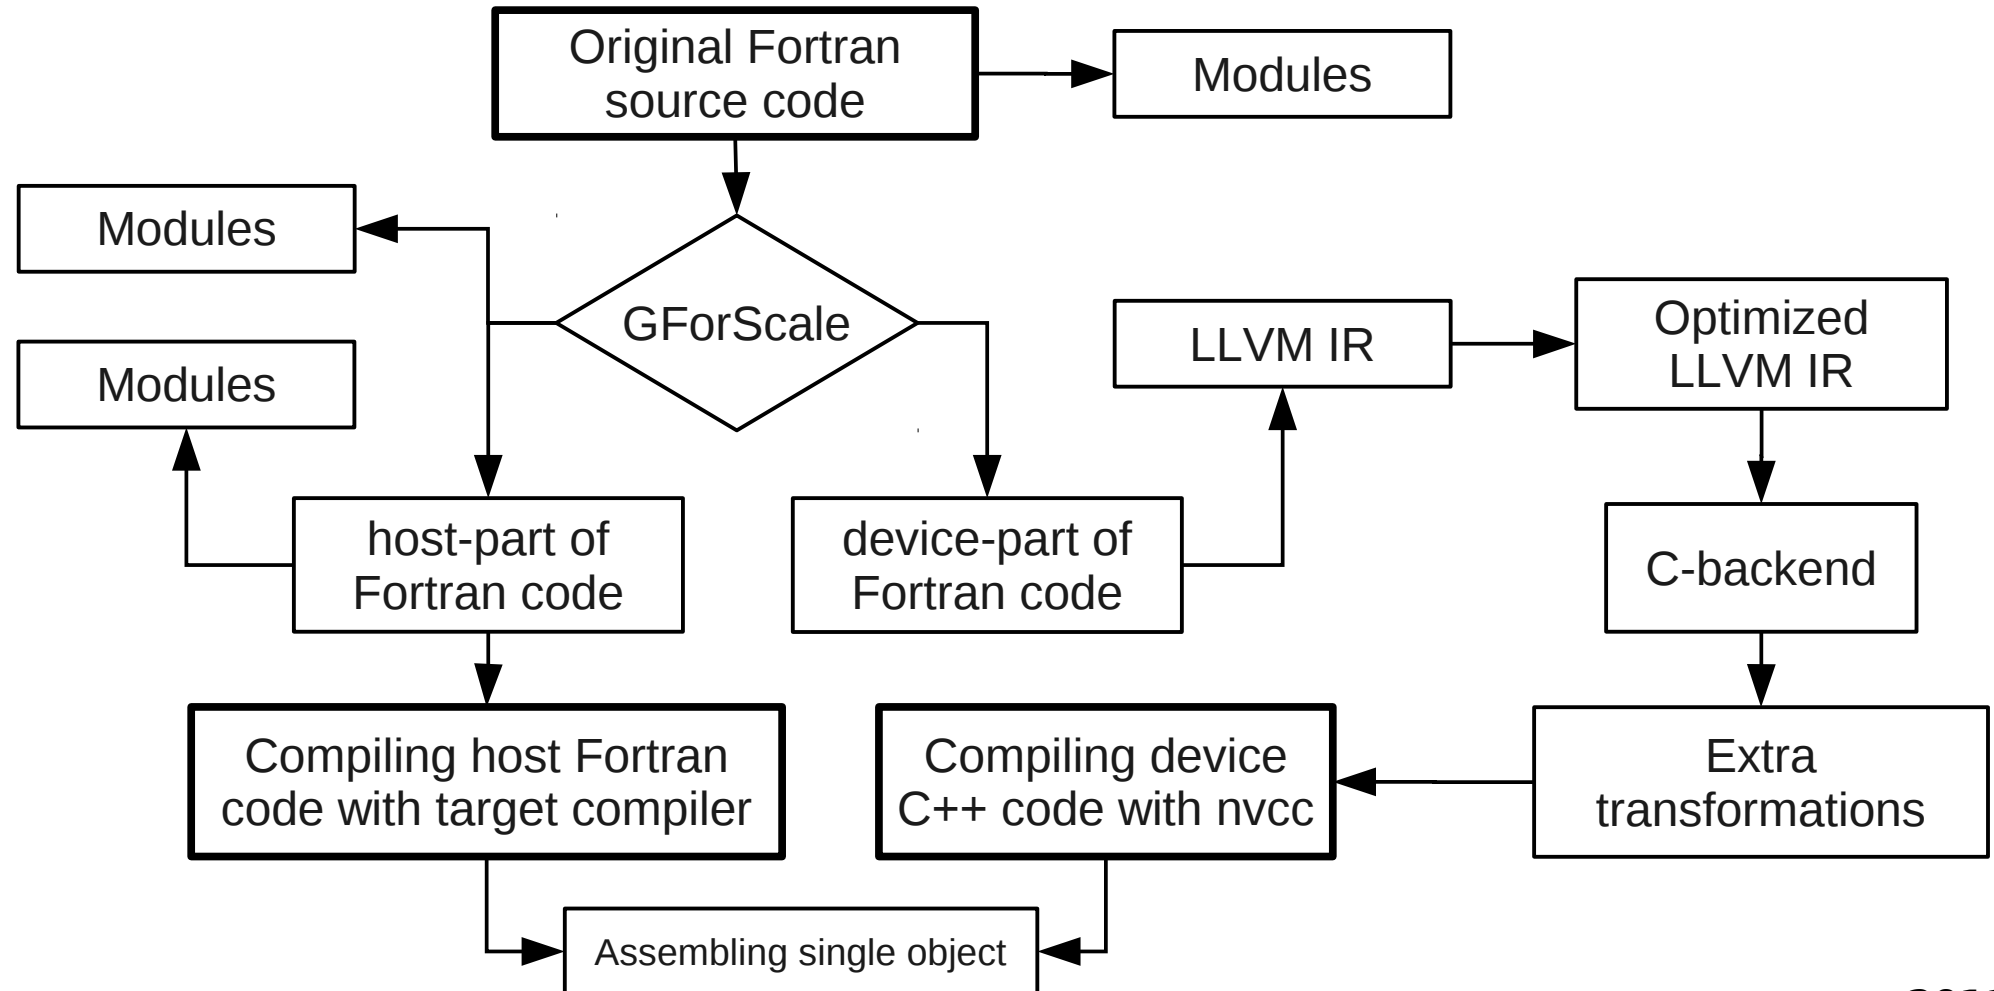 Original Fortran
source code
Modules
Modules
GForScale
Modules
LLVM IR
Optimized
LLVM IR
host-part of
Fortran code
device-part of
Fortran code
C-backend
Compiling host Fortran
code with target compiler
Compiling device
C++ code with nvcc
Extra
transformations
Assembling single object